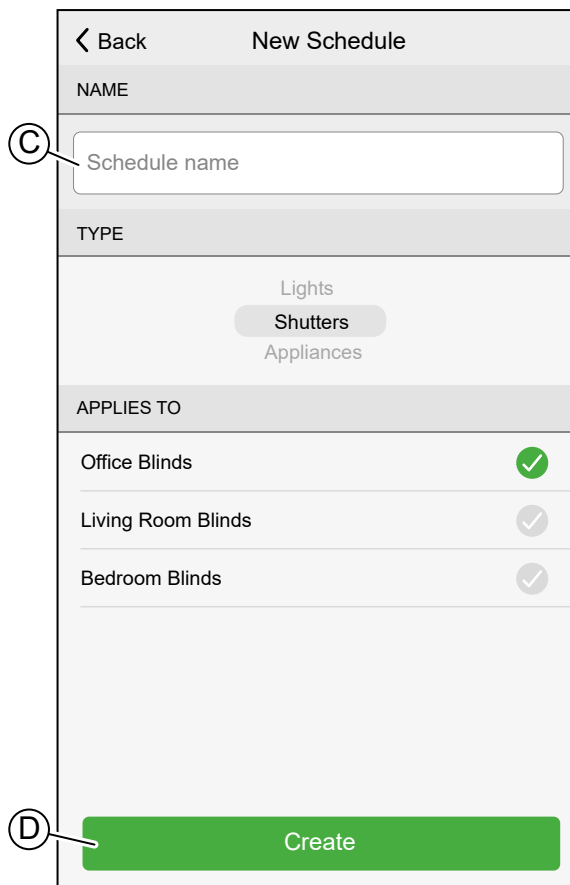 Back New Schedule
NAME
C
Schedule name
TYPE
Lights
Shutters
Appliances
APPLIES TO
Office Blinds
Living Room Blinds
Bedroom Blinds
D
Create